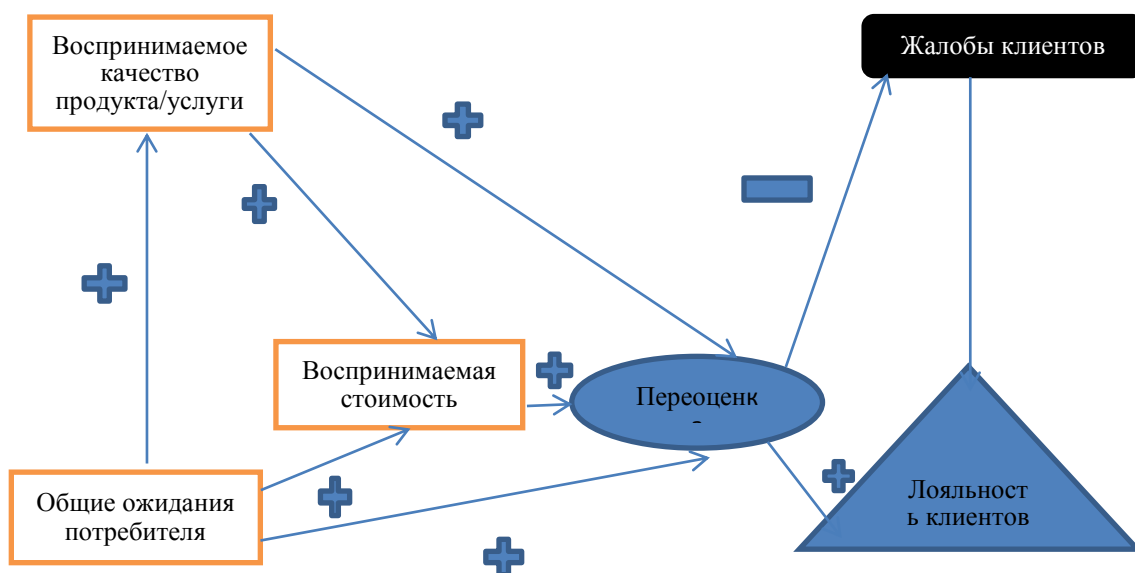 Воспринимаемое
качество
продукта/услуги
Жалобы клиентов
Воспринимаемая
стоимость
Переоценк
Общие ожидания
потребителя
Лояльност
ь клиентов